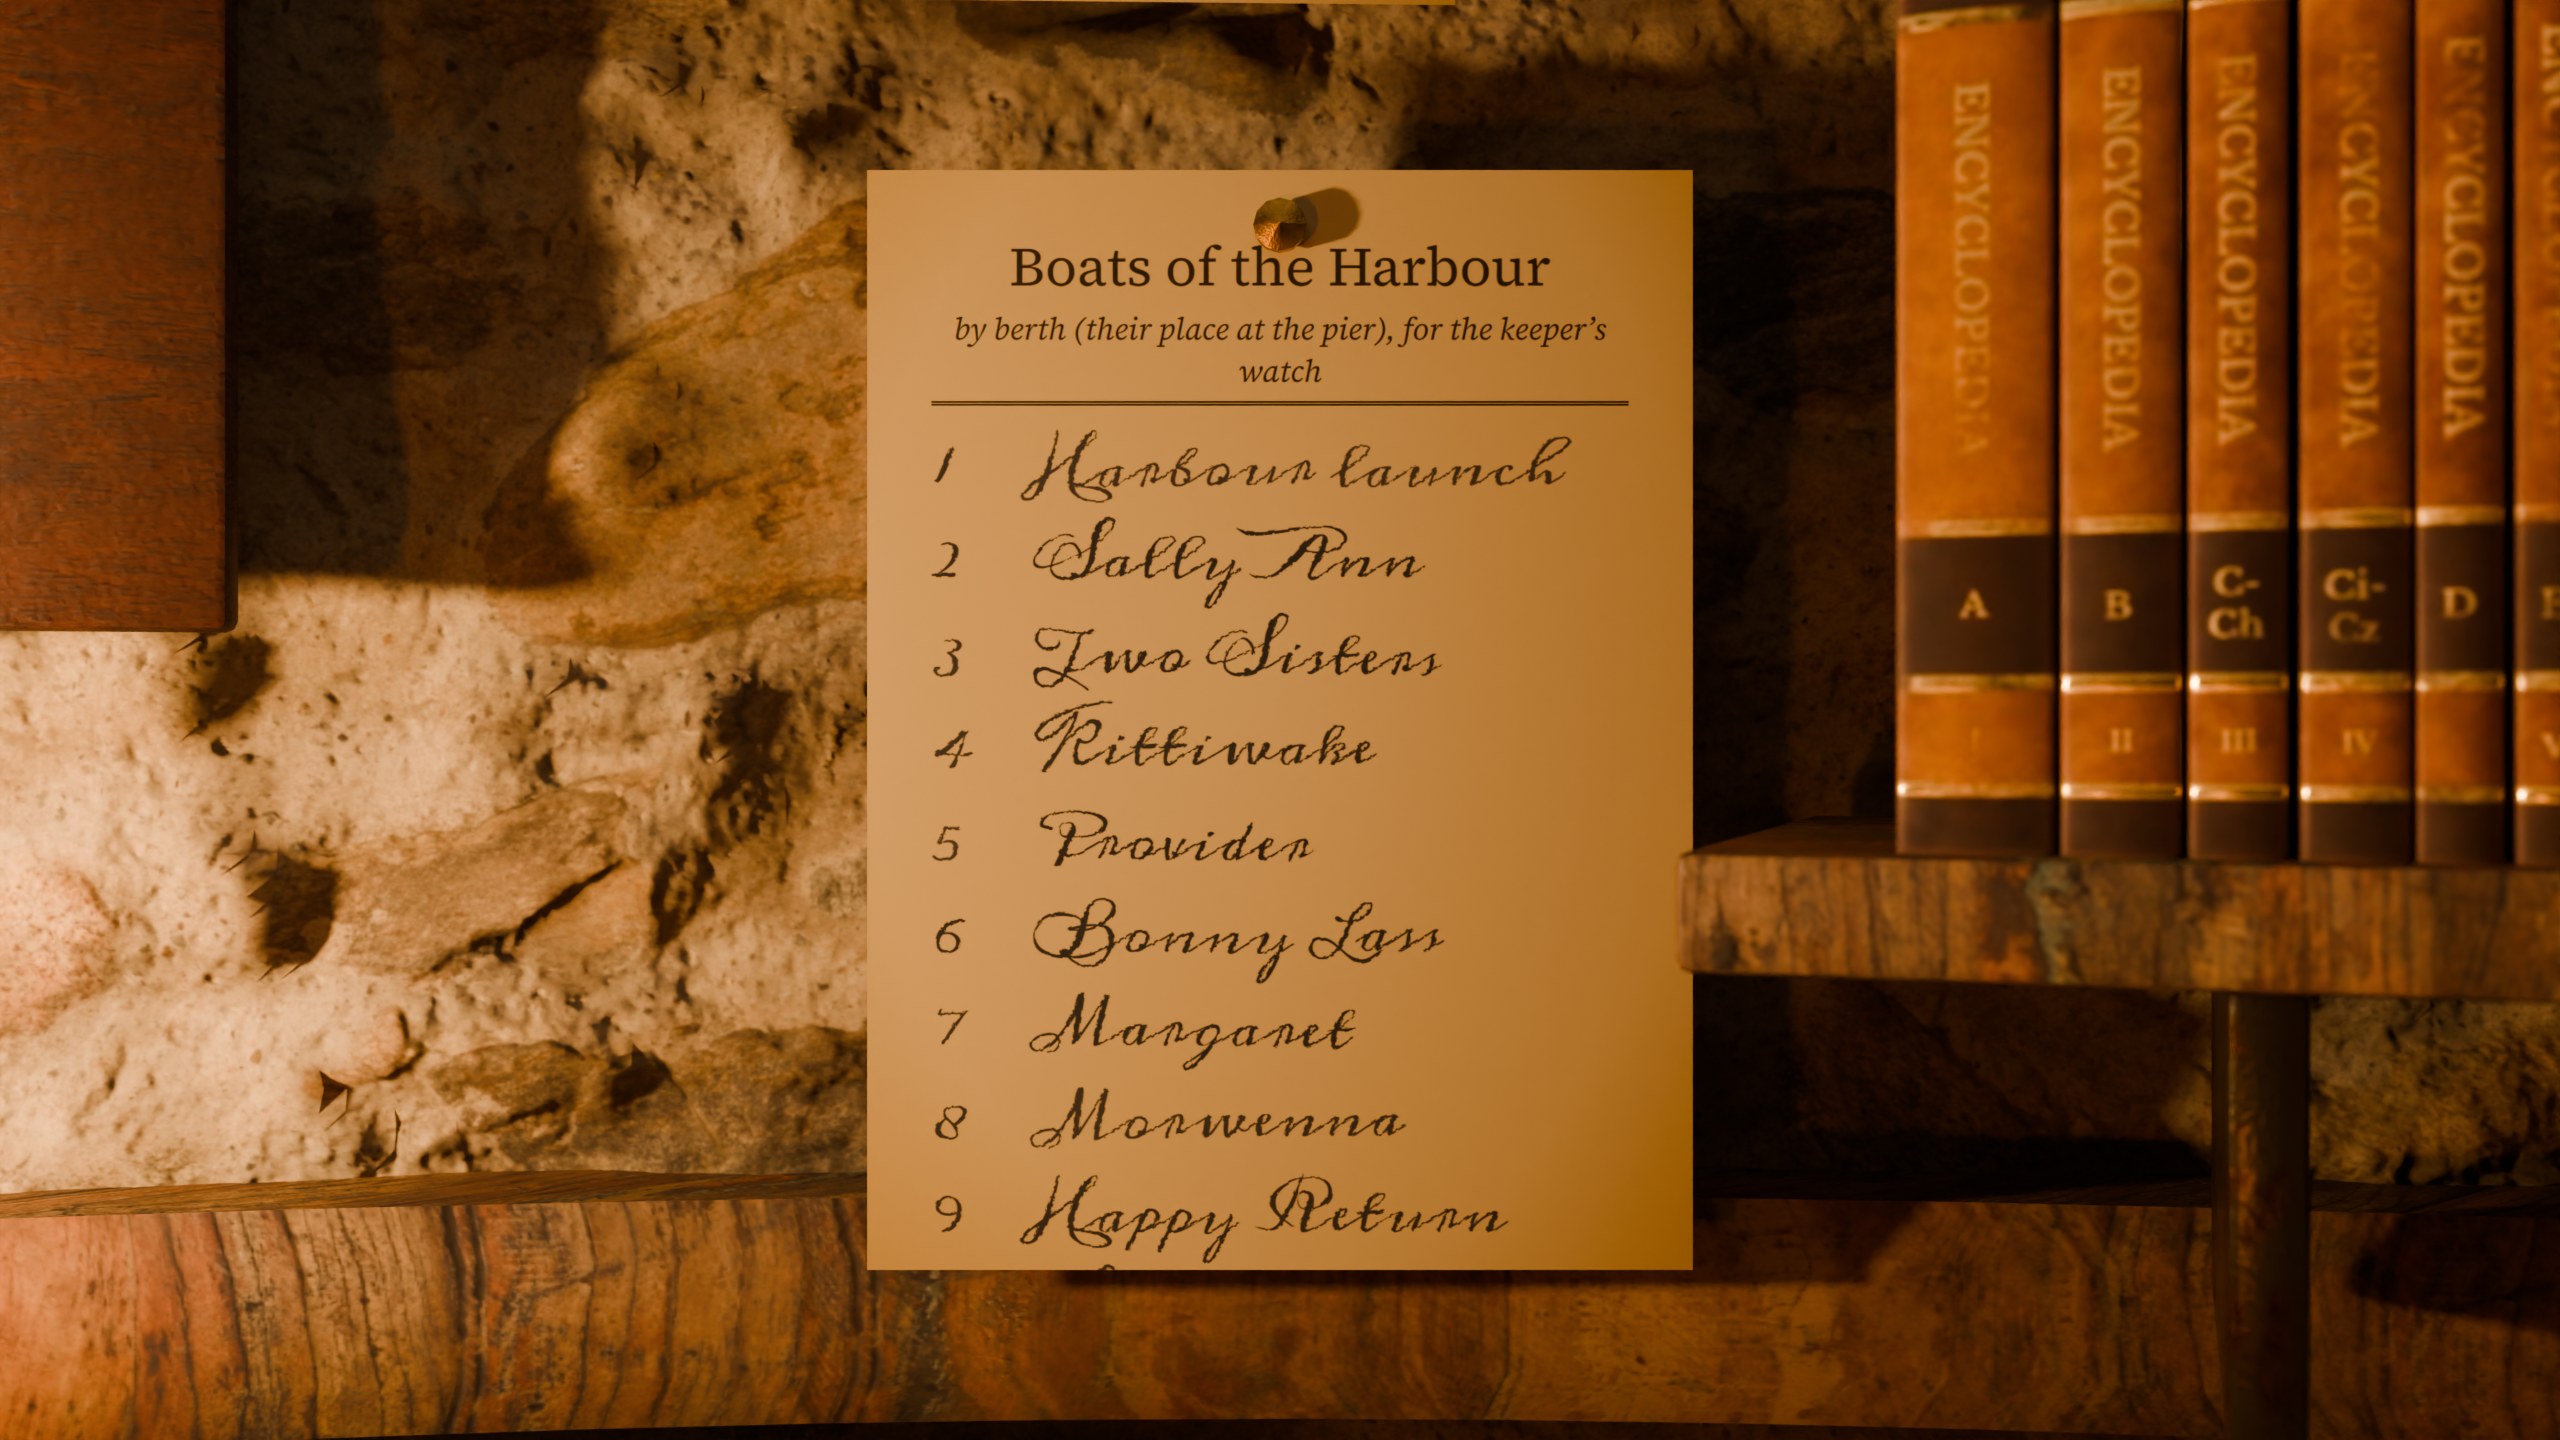 Boats of the Harbour
by berth (their place at the pier), for the keeper's
watch
1 Harbour launch
2 Sally Ann
3 Two Sisters
4 Kittiwake
5 Provider
6 Bonny Lass
7 Margaret
8 Morwenna
9 Happy Return
ENCYCLOPEDIA
A
I
ENCYCLOPEDIA
B
II
ENCYCLOPEDIA
C-
Ch
III
ENCYCLOPEDIA
Ci-
Cz
IV
ENCYCLOPEDIA
D